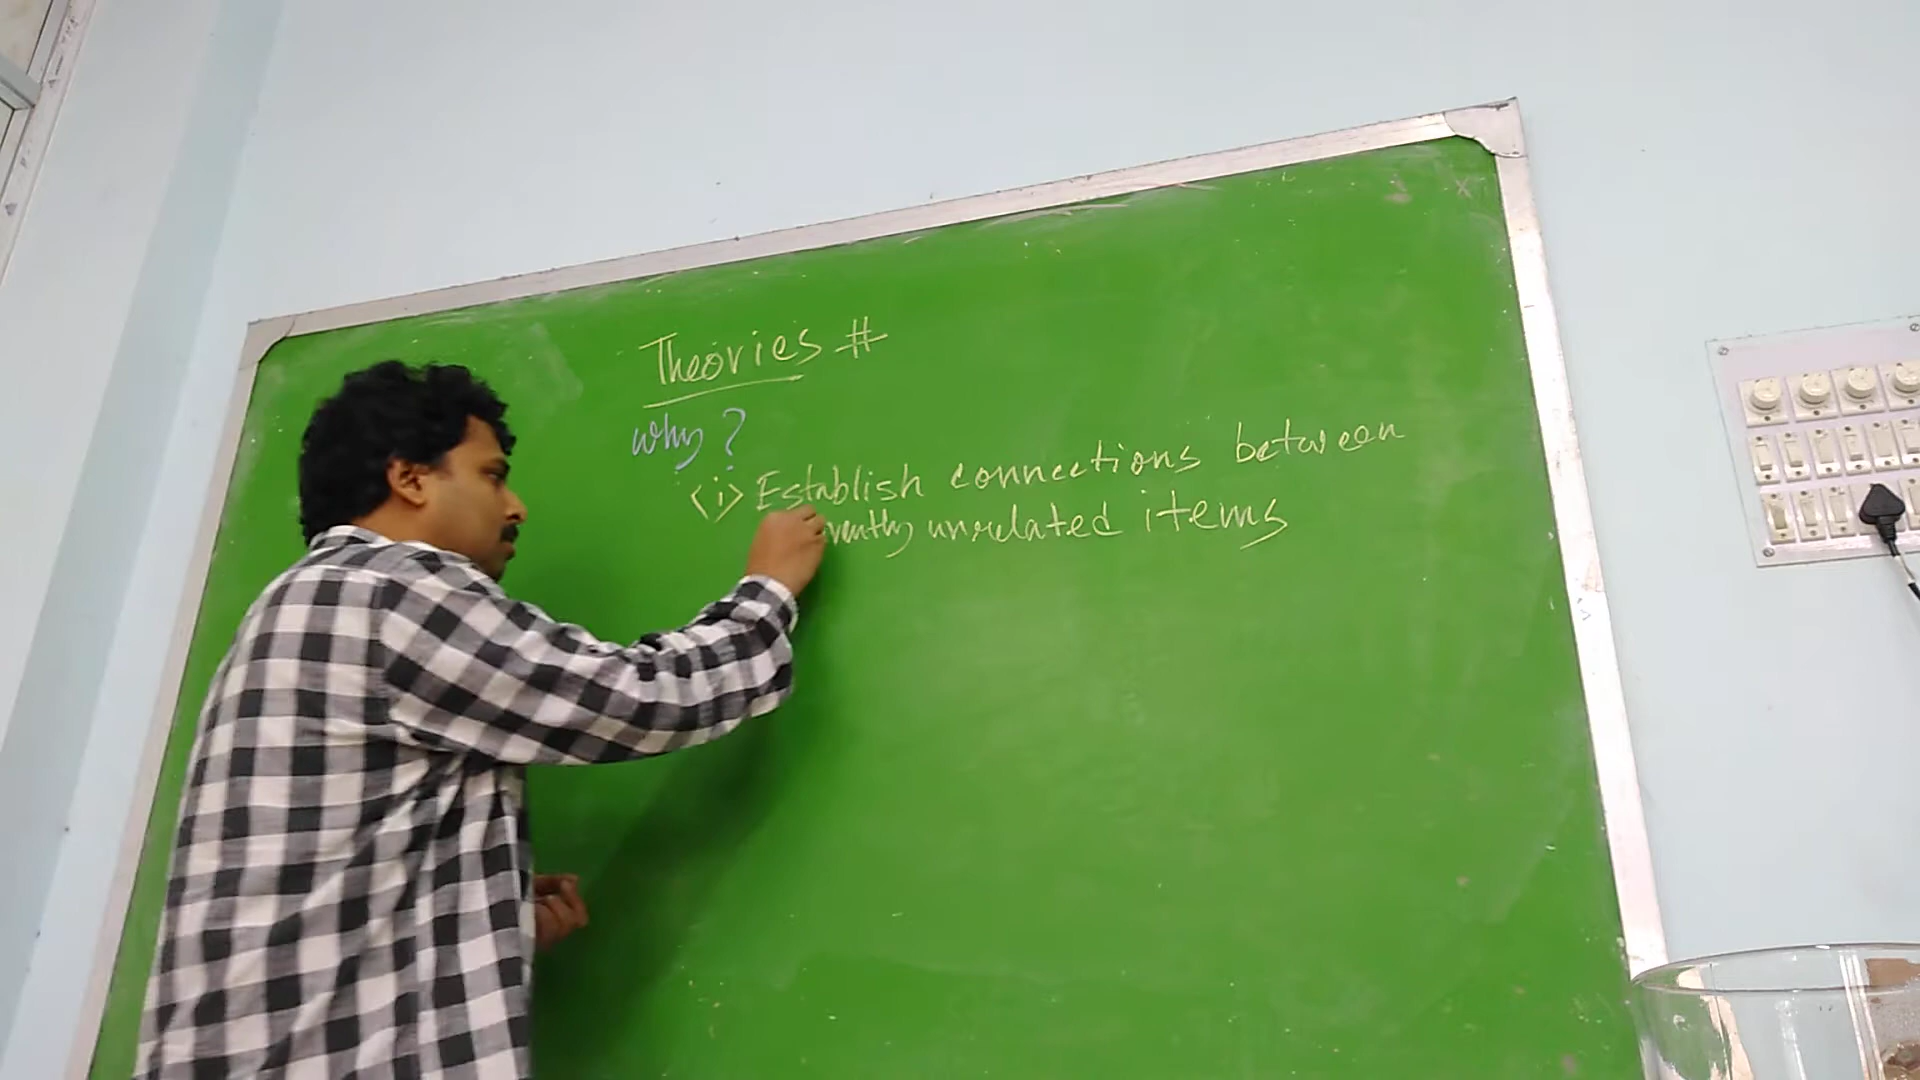 Theories #
why?
(i) Establish connections between
unrelated items